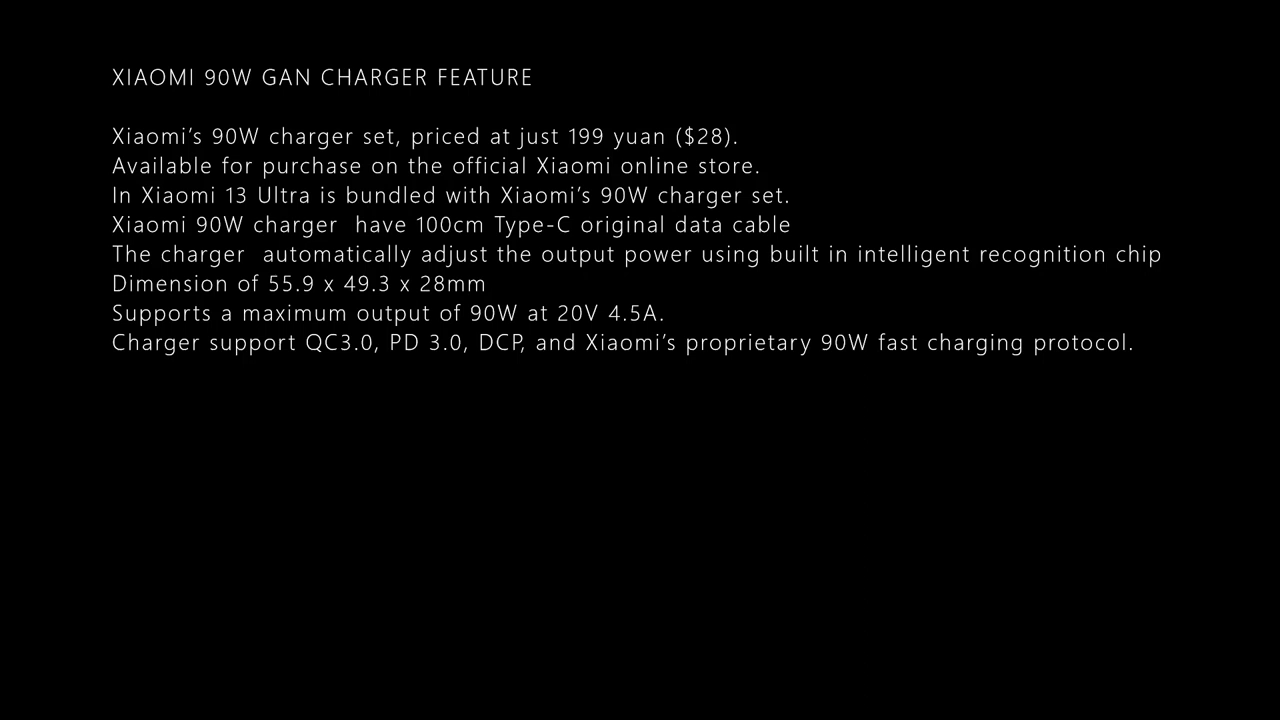 XIAOMI 90W GAN CHARGER FEATURE
Xiaomi’s 90W charger set, priced at just 199 yuan ($28).
Available for purchase on the official Xiaomi online store.
In Xiaomi 13 Ultra is bundled with Xiaomi’s 90W charger set.
Xiaomi 90W charger  have 100cm Type-C original data cable
The charger  automatically adjust the output power using built in intelligent recognition chip
Dimension of 55.9 x 49.3 x 28mm
Supports a maximum output of 90W at 20V 4.5A.
Charger support QC3.0, PD 3.0, DCP, and Xiaomi’s proprietary 90W fast charging protocol.